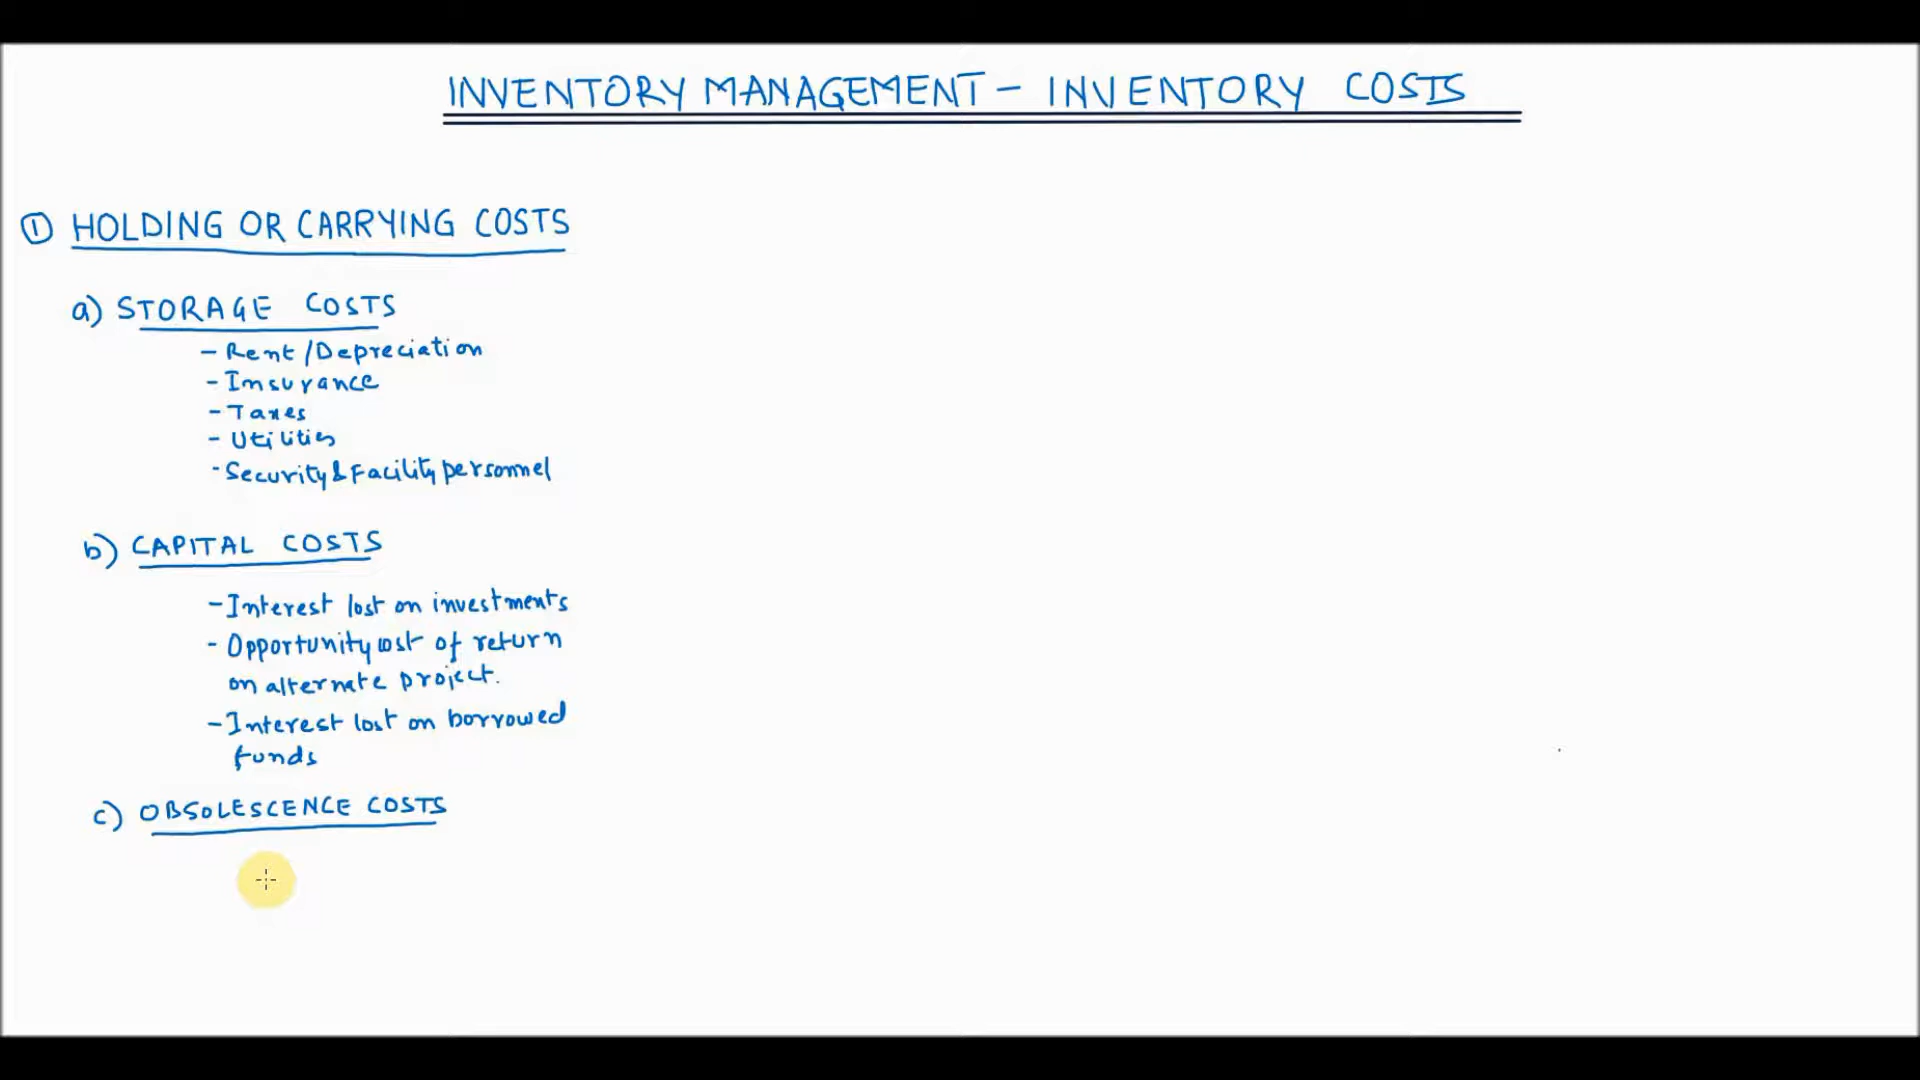 INVENTORY MANAGEMENT - INVENTORY COSTS
① HOLDING OR CARRYING COSTS
a) STORAGE COSTS
- Rent/Depreciation
- Insurance
- Taxes
- Utilities
- Security & Facility personnel
b) CAPITAL COSTS
- Interest lost on investments
- Opportunity cost of return
on alternate project.
- Interest lost on borrowed
funds
c) OBSOLESCENCE COSTS